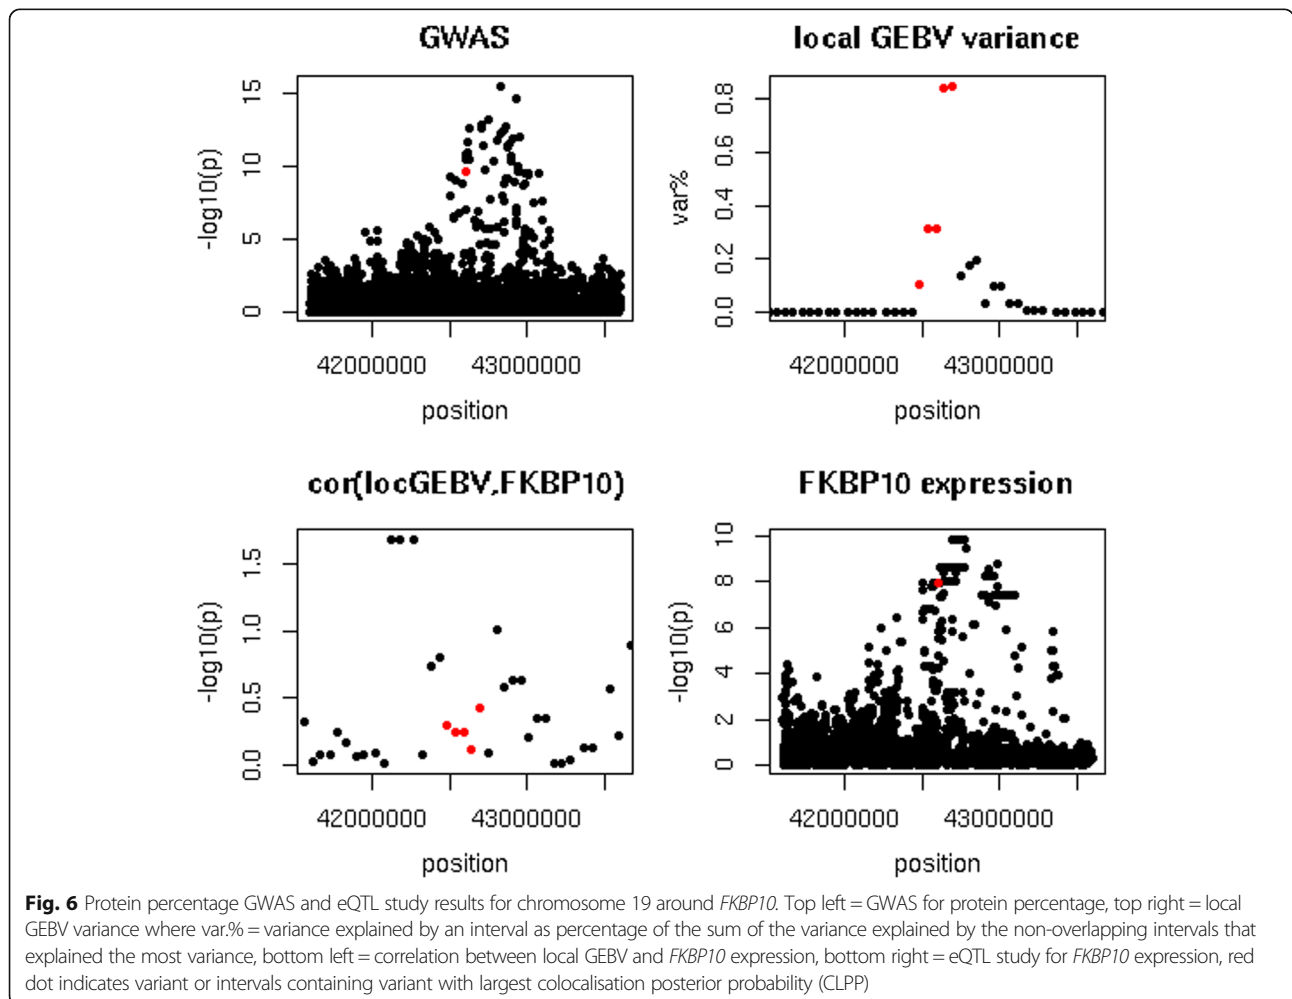 GWAS
local GEBV variance
-log10(p)
0 5 10 15
42000000 43000000
position
var%
0.0 0.2 0.4 0.6 0.8
42000000 43000000
position
cor(locGEBV,FKBP10)
FKBP10 expression
-log10(p)
0.0 0.5 1.0 1.5
42000000 43000000
position
-log10(p)
0 2 4 6 8 10
42000000 43000000
position
Fig. 6 Protein percentage GWAS and eQTL study results for chromosome 19 around FKBP10. Top left = GWAS for protein percentage, top right = local
GEBV variance where var.% = variance explained by an interval as percentage of the sum of the variance explained by the non-overlapping intervals that
explained the most variance, bottom left = correlation between local GEBV and FKBP10 expression, bottom right = eQTL study for FKBP10 expression, red
dot indicates variant or intervals containing variant with largest colocalisation posterior probability (CLPP)